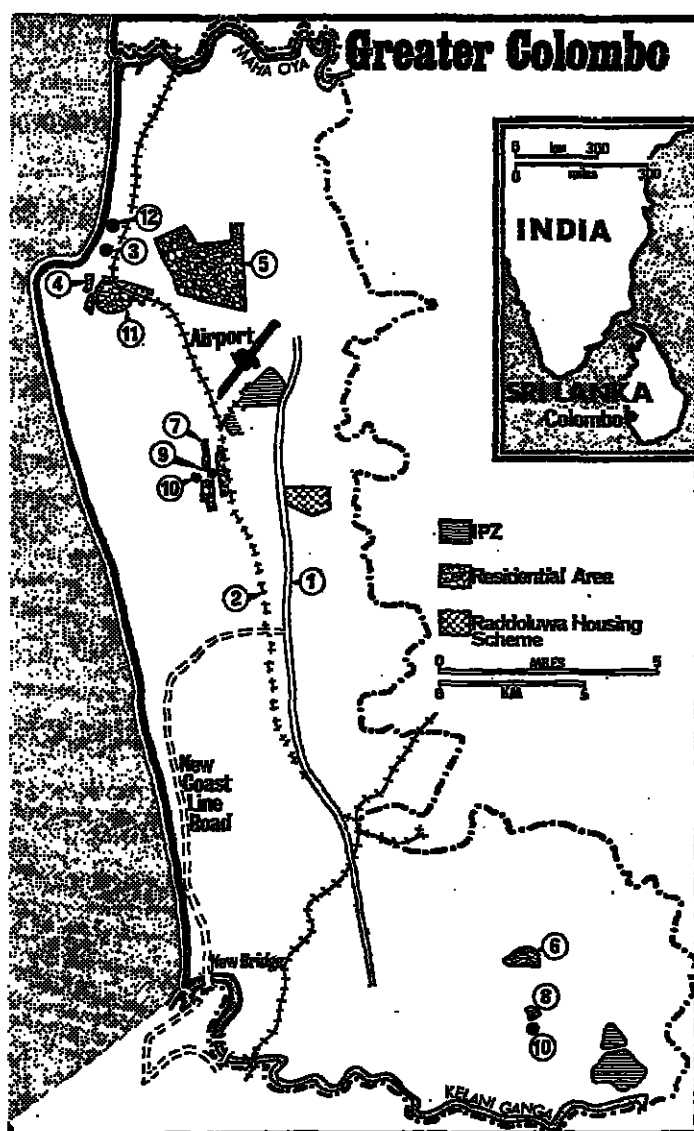 Greater Colombo
MAHA OYA
0 km 300
0 miles 300
INDIA
SRI LANKA
Colombo
12
3
4
5
11
Airport
7
9
10
IPZ
Residential Area
Raddoluwa Housing
Scheme
1
2
0 MILES 5
0 KM 5
New
Coast
Line
Road
New Bridge
6
8
10
KELANI GANGA